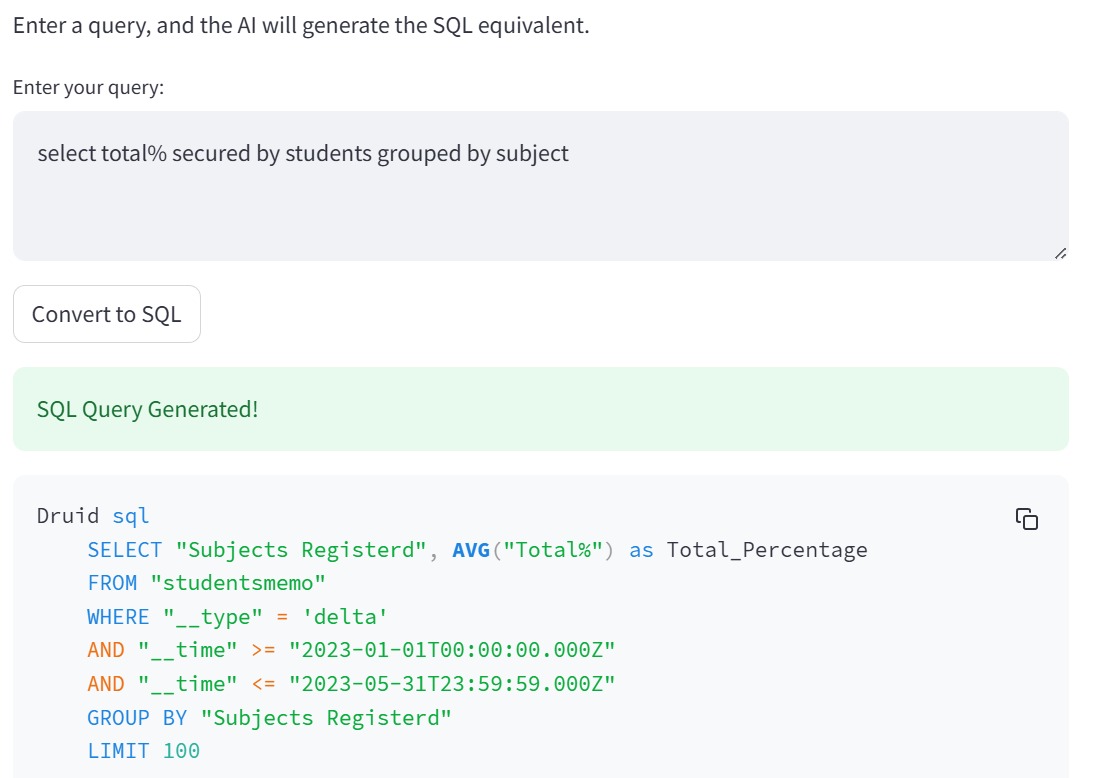 Enter a query, and the AI will generate the SQL equivalent.
Enter your query:
select total% secured by students grouped by subject
Convert to SQL
SQL Query Generated!
Druid sql
SELECT "Subjects Registerd", AVG("Total%") as Total_Percentage
FROM "studentsmemo"
WHERE "__type" = 'delta'
AND "__time" >= "2023-01-01T00:00:00.000Z"
AND "__time" <= "2023-05-31T23:59:59.000Z"
GROUP BY "Subjects Registerd"
LIMIT 100